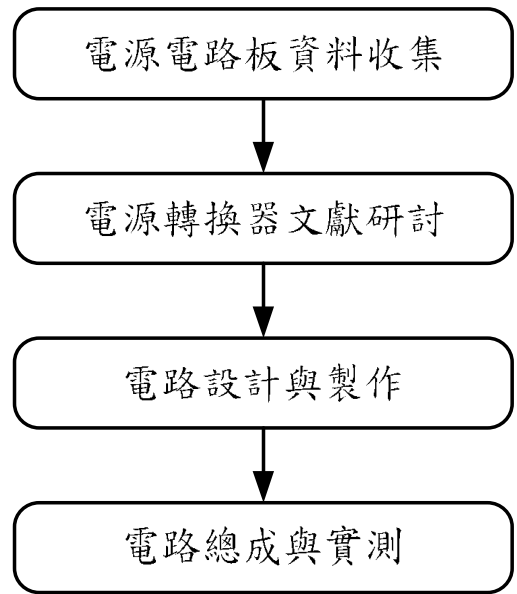 電源電路板資料收集
電源轉換器文獻研討
電路設計與製作
電路總成與實測